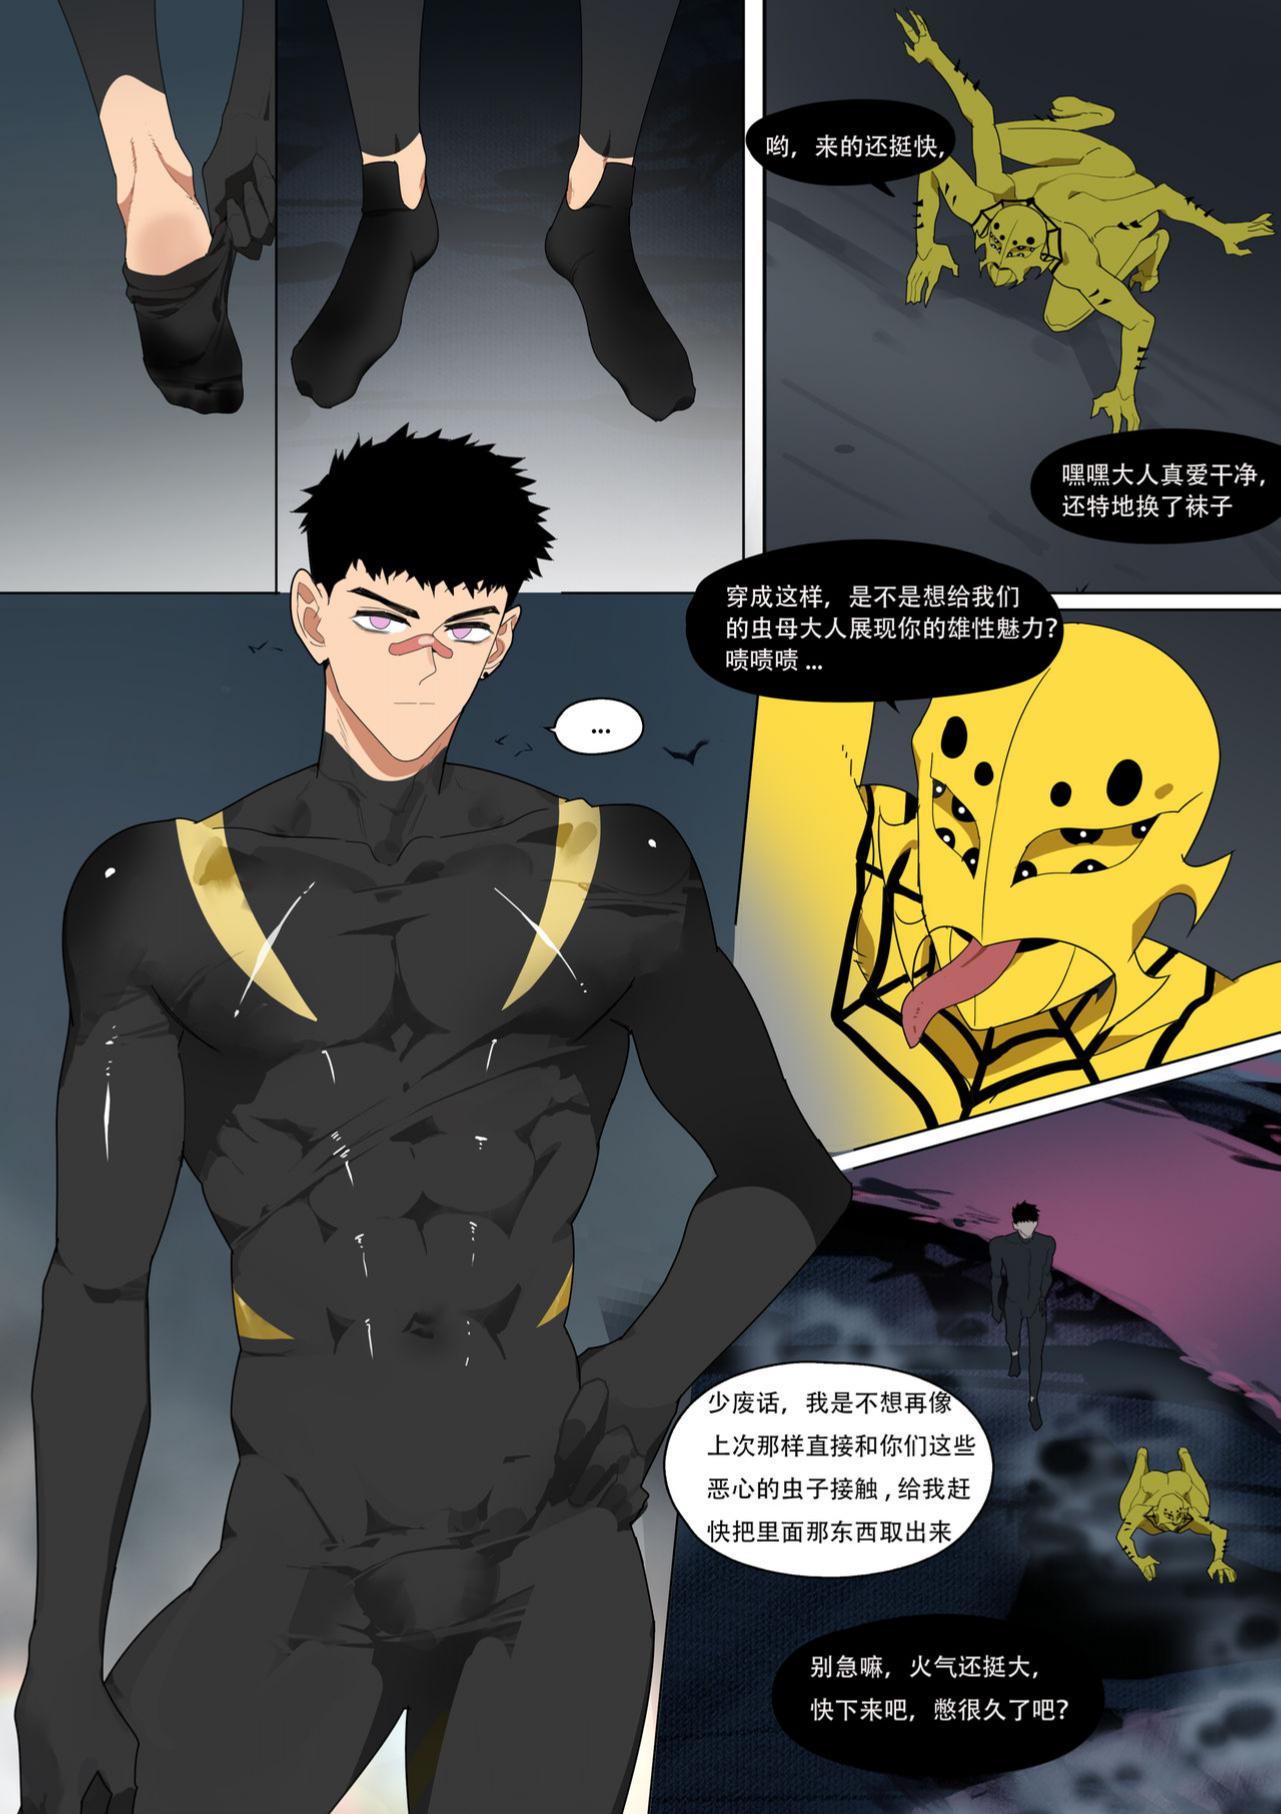 哟，来的还挺快,
嘿嘿大人真爱干净,
还特地换了袜子
穿成这样，是不是想给我们
的虫母大人展现你的雄性魅力?
啧啧啧 ...
...
少废话，我是不想再像
上次那样直接和你们这些
恶心的虫子接触 , 给我赶
快把里面那东西取出来
别急嘛，火气还挺大,
快下来吧，憋很久了吧?